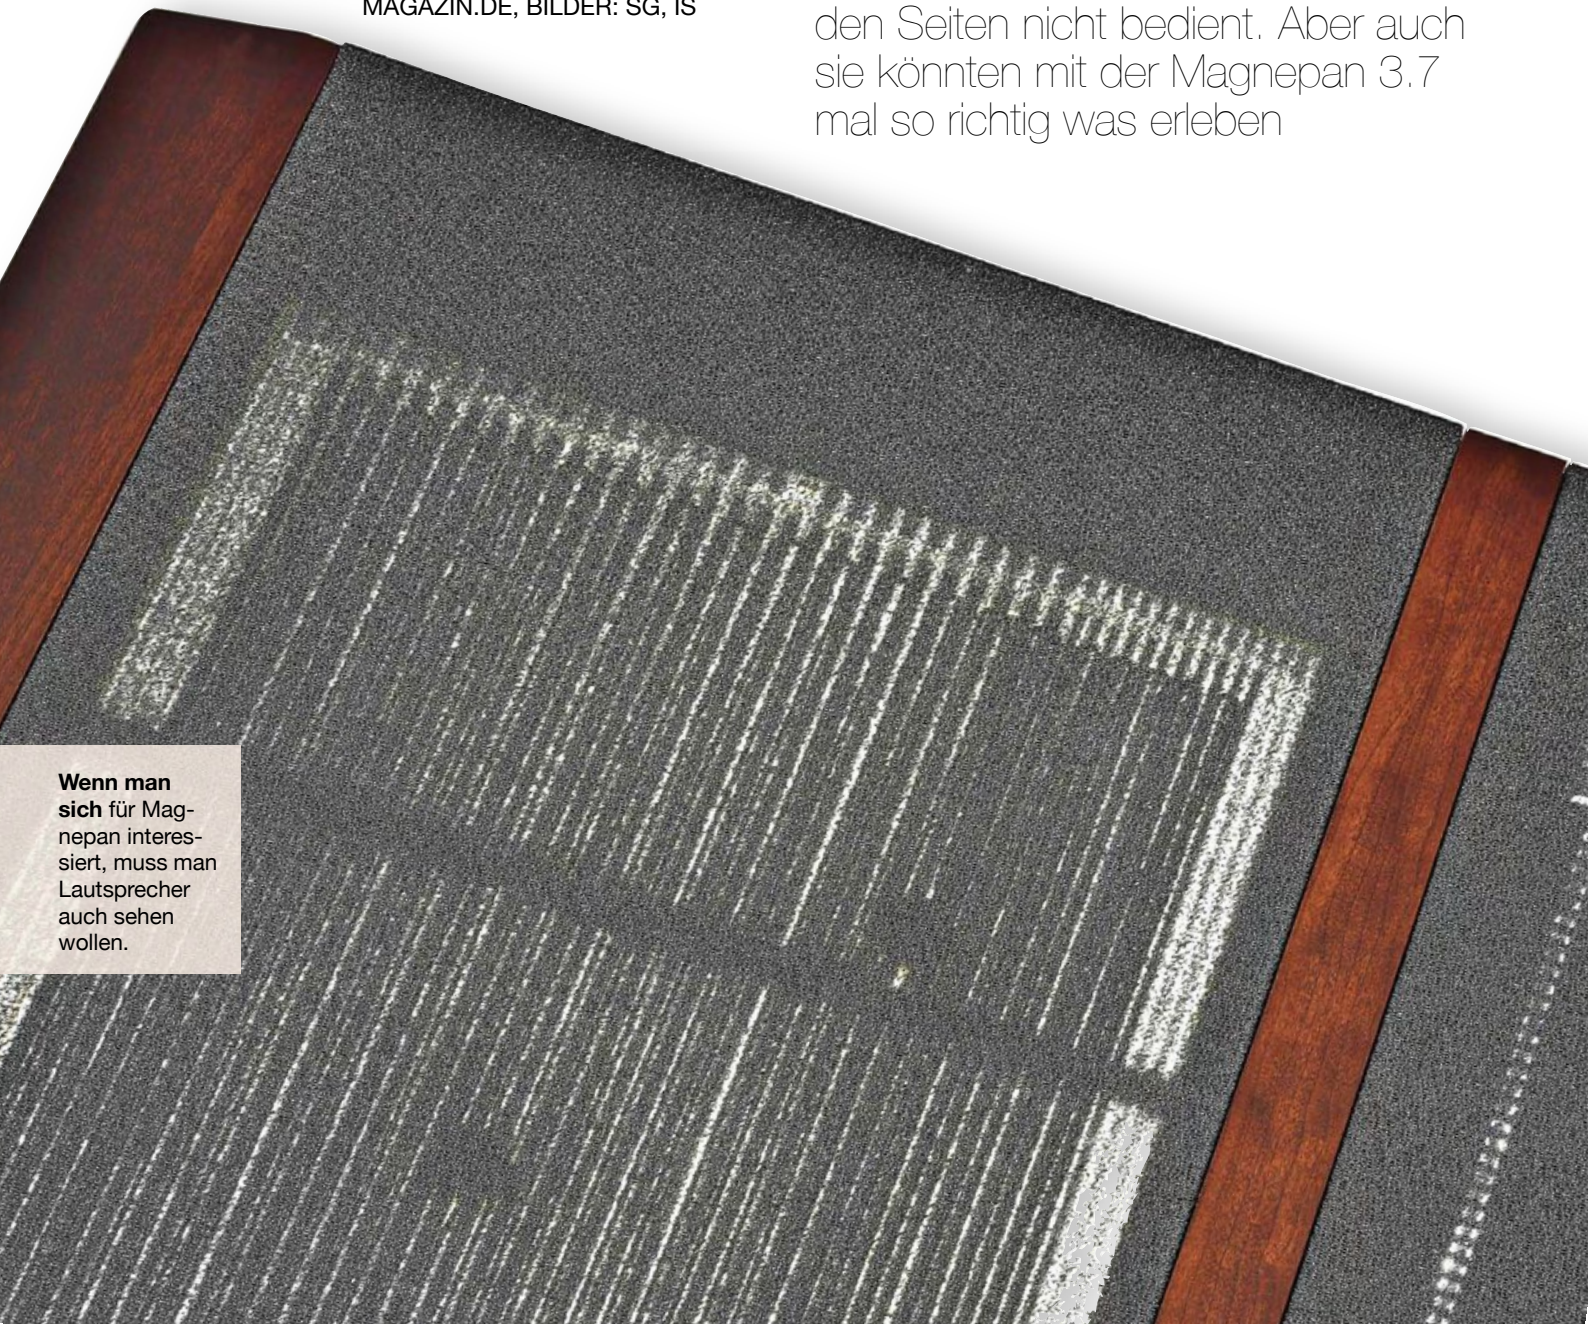 MAGAZIN.DE, BILDER: SG, IS
den Seiten nicht bedient. Aber auch
sie könnten mit der Magnepan 3.7
mal so richtig was erleben
Wenn man
sich für Mag-
nepan interes-
siert, muss man
Lautsprecher
auch sehen
wollen.